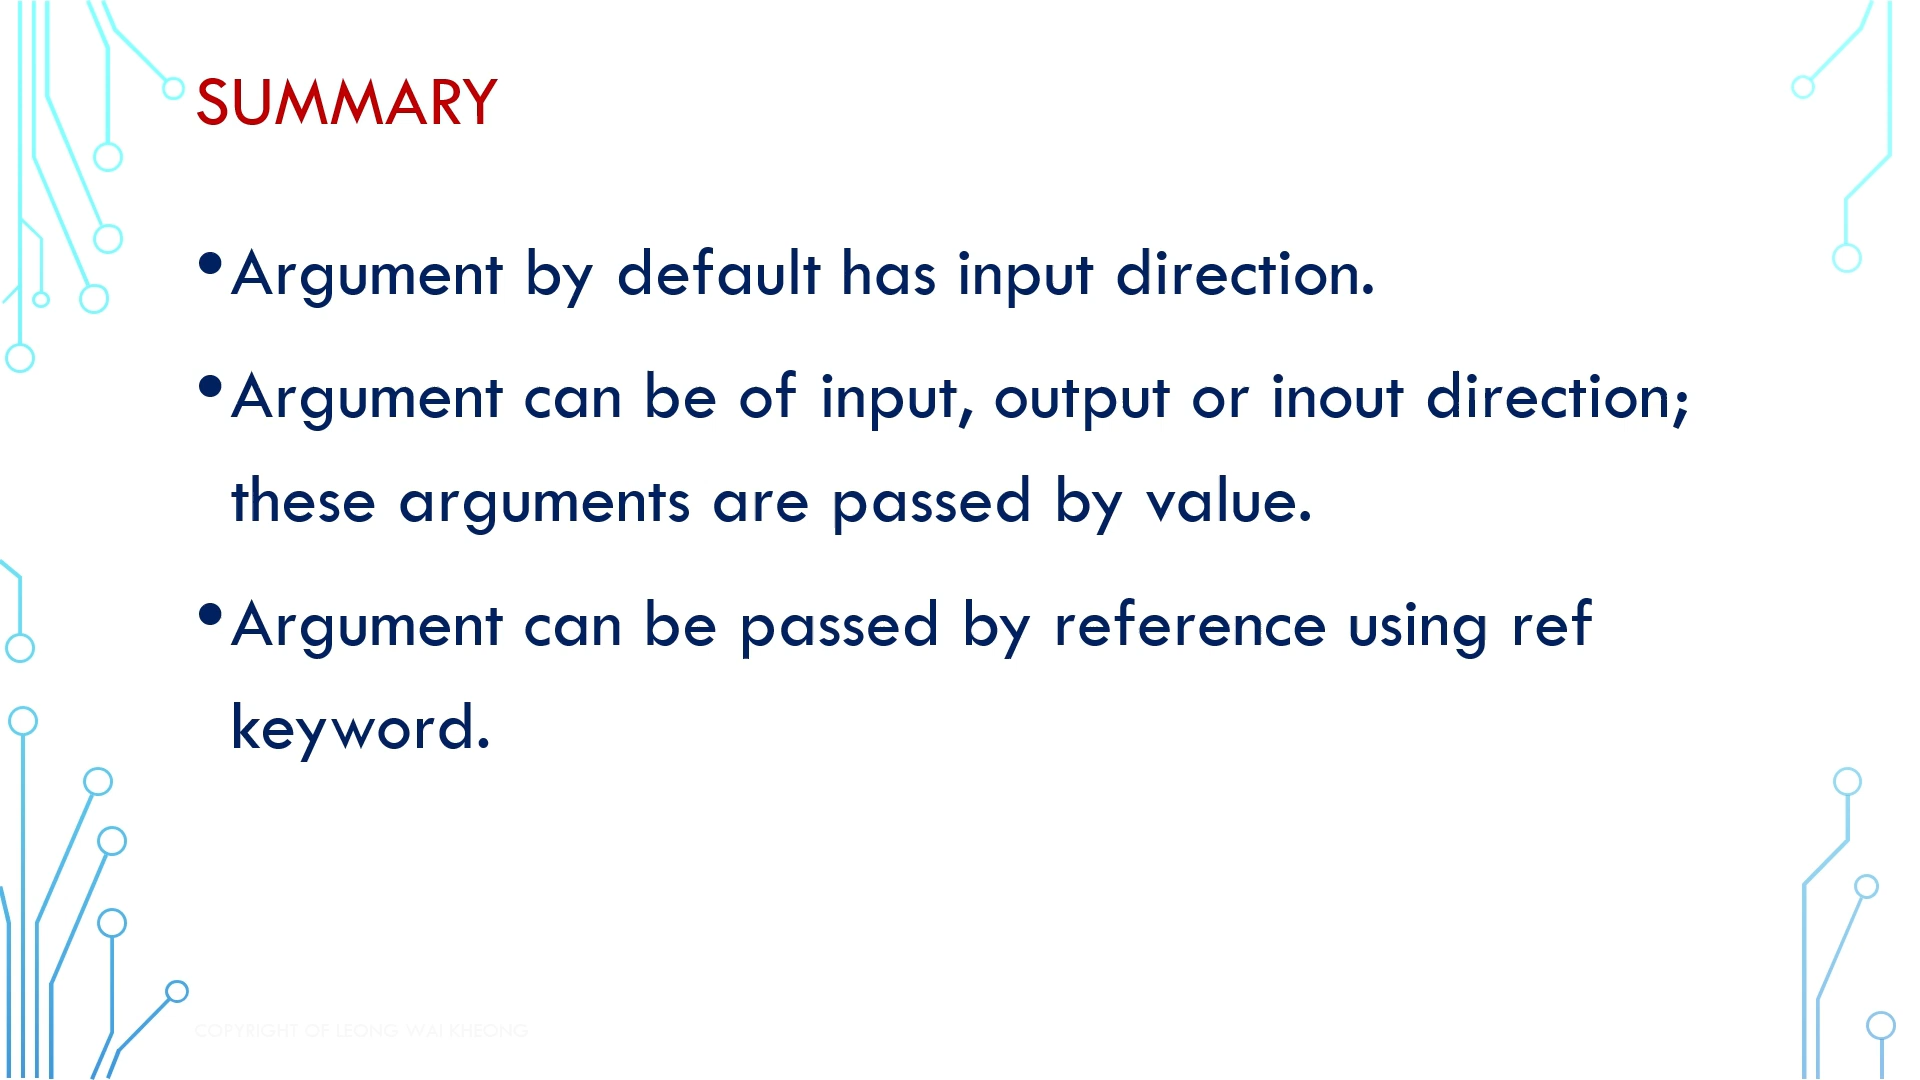 SUMMARY
•Argument by default has input direction.
•Argument can be of input, output or inout direction;
these arguments are passed by value.
•Argument can be passed by reference using ref
keyword.
COPYRIGHT OF LEONG WAI KHEONG